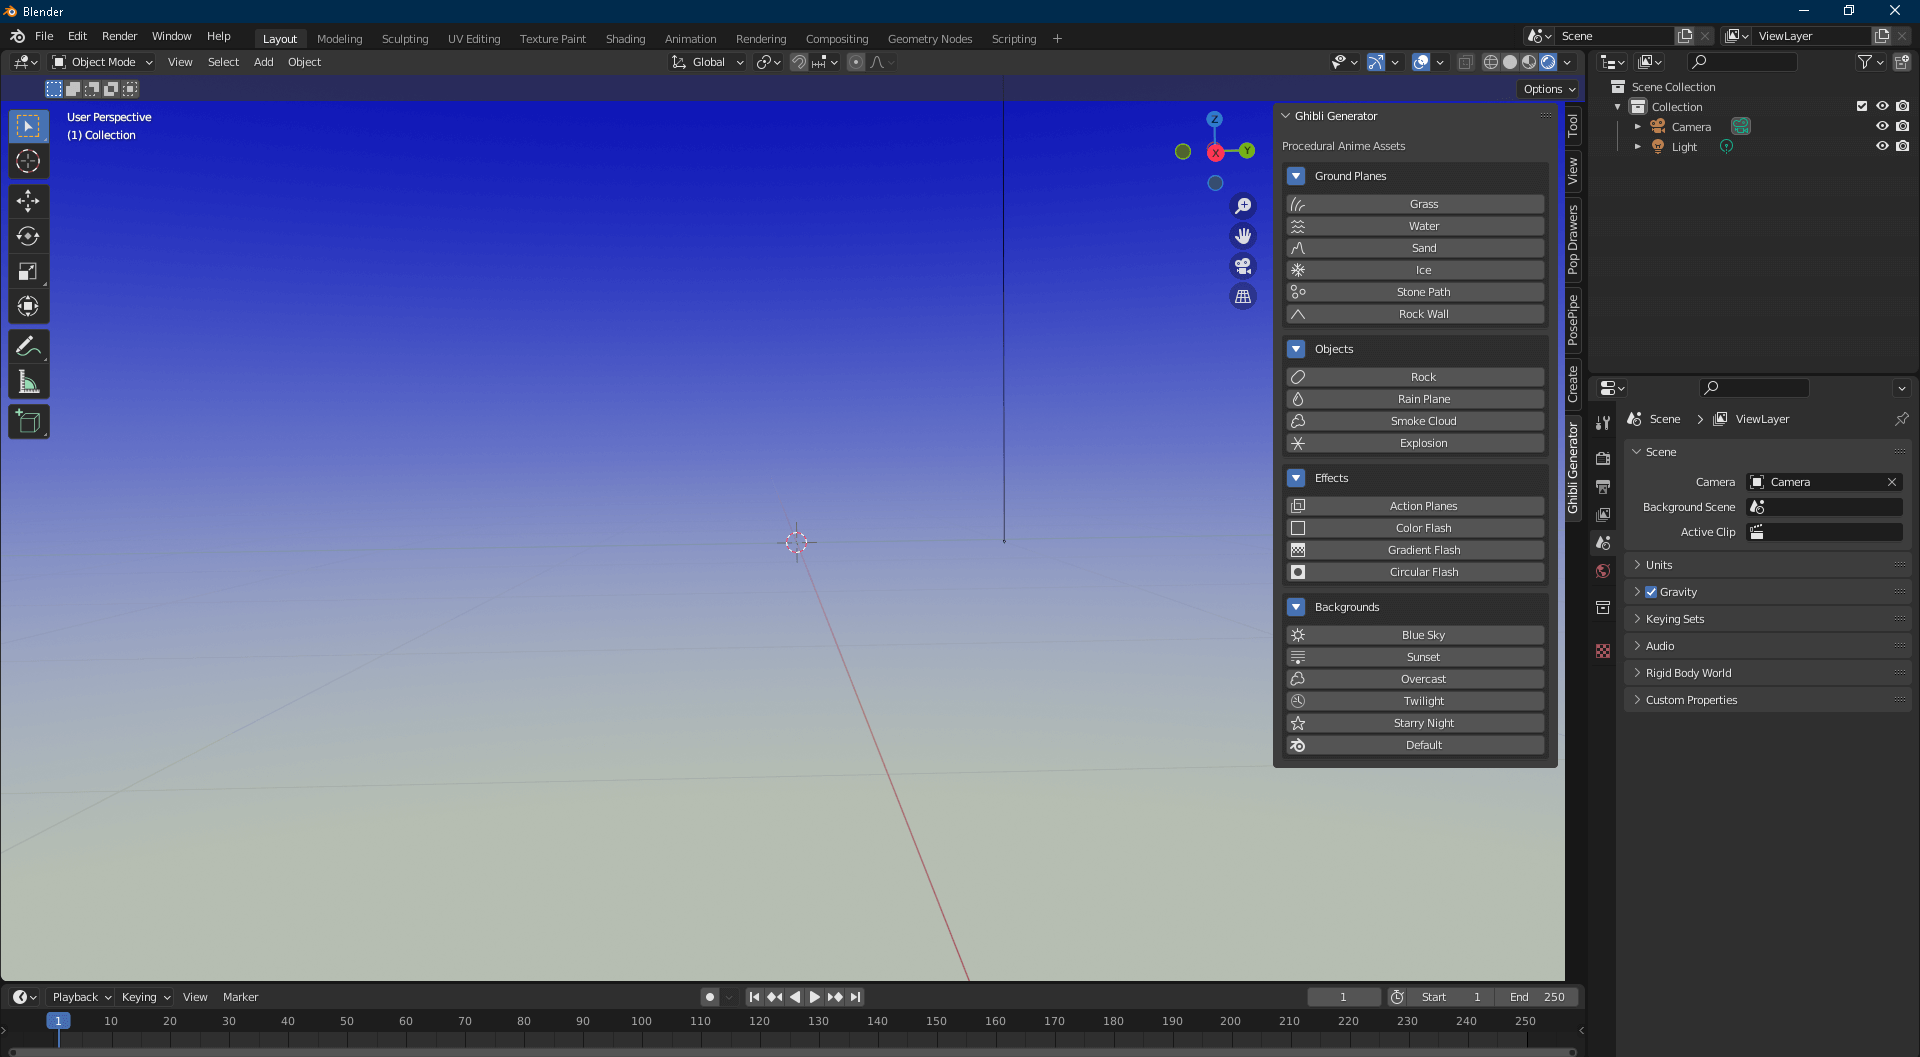 Blender
File Edit Render Window Help Layout Modeling Sculpting UV Editing Texture Paint Shading Animation Rendering Compositing Geometry Nodes Scripting + Scene ViewLayer
Object Mode View Select Add Object Global
Options
User Perspective
(1) Collection
Z
X
Y
Ghibli Generator
Procedural Anime Assets
Ground Planes
Grass
Water
Sand
Ice
Stone Path
Rock Wall
Objects
Rock
Rain Plane
Smoke Cloud
Explosion
Effects
Action Planes
Color Flash
Gradient Flash
Circular Flash
Backgrounds
Blue Sky
Sunset
Overcast
Twilight
Starry Night
Default
Tool
View
Pop Drawers
PosePipe
Create
Ghibli Generator
Scene Collection
Collection
Camera
Light
Scene ViewLayer
Scene
Camera Camera
Background Scene
Active Clip
Units
Gravity
Keying Sets
Audio
Rigid Body World
Custom Properties
Playback Keying View Marker 1 Start 1 End 250
1 10 20 30 40 50 60 70 80 90 100 110 120 130 140 150 160 170 180 190 200 210 220 230 240 250